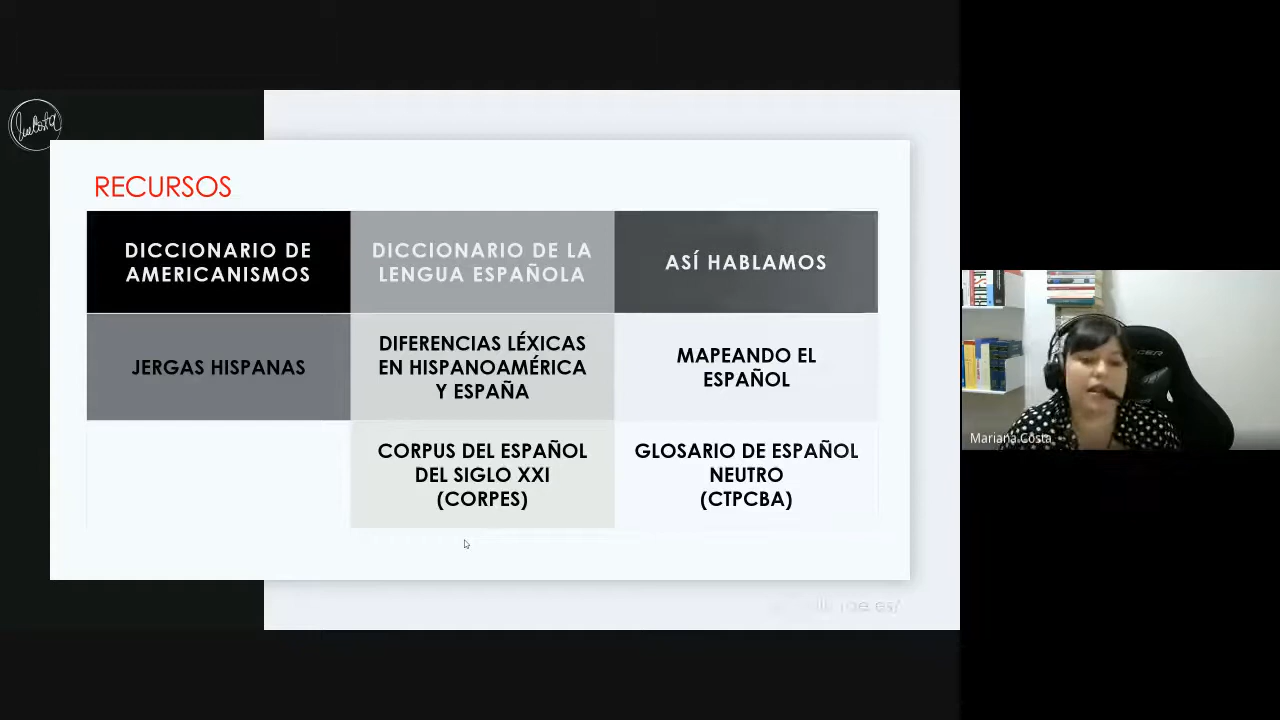 RECURSOS
DICCIONARIO DE
AMERICANISMOS
DICCIONARIO DE LA
LENGUA ESPAÑOLA
ASÍ HABLAMOS
JERGAS HISPANAS
DIFERENCIAS LÉXICAS
EN HISPANOAMÉRICA
Y ESPAÑA
MAPEANDO EL
ESPAÑOL
CORPUS DEL ESPAÑOL
DEL SIGLO XXI
(CORPES)
GLOSARIO DE ESPAÑOL
NEUTRO
(CTPCBA)
Mariana Costa